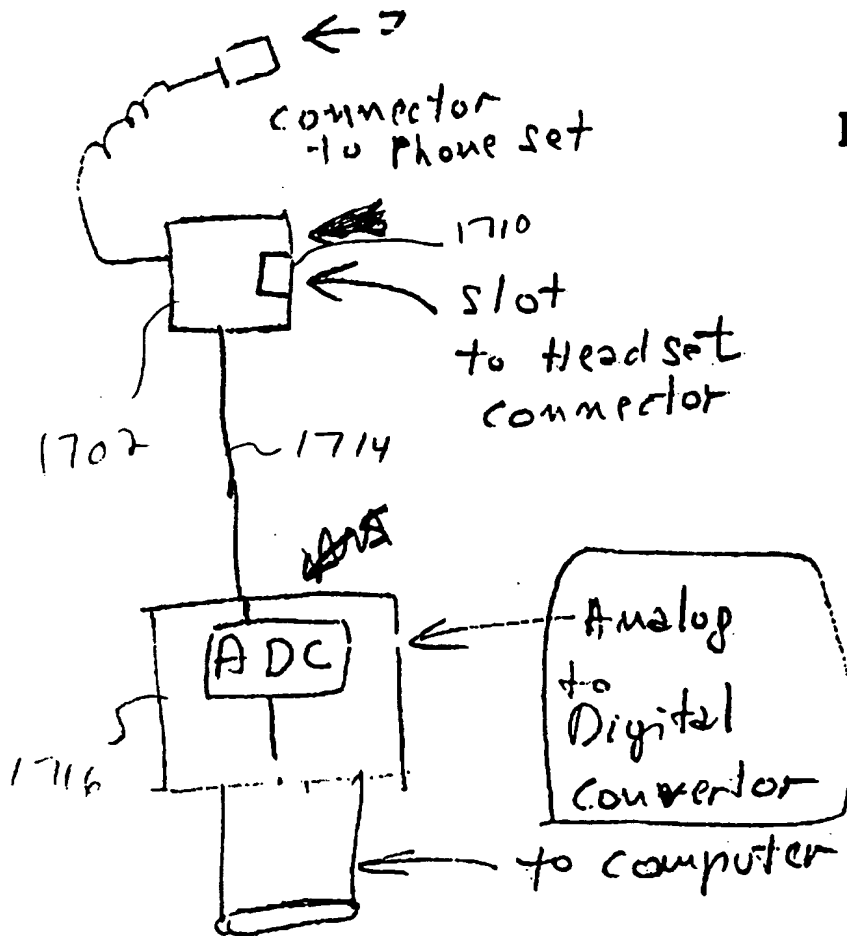 connector
to phone set
1710
slot
to Headset
connector
1702
1714
ADC
Analog
to
Digital
Convertor
1716
to computer